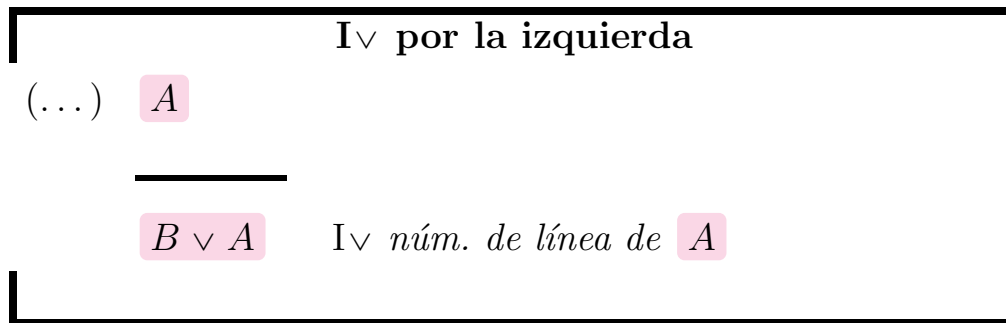 I∨ por la izquierda
(...) A
B ∨ A I∨ núm. de línea de A